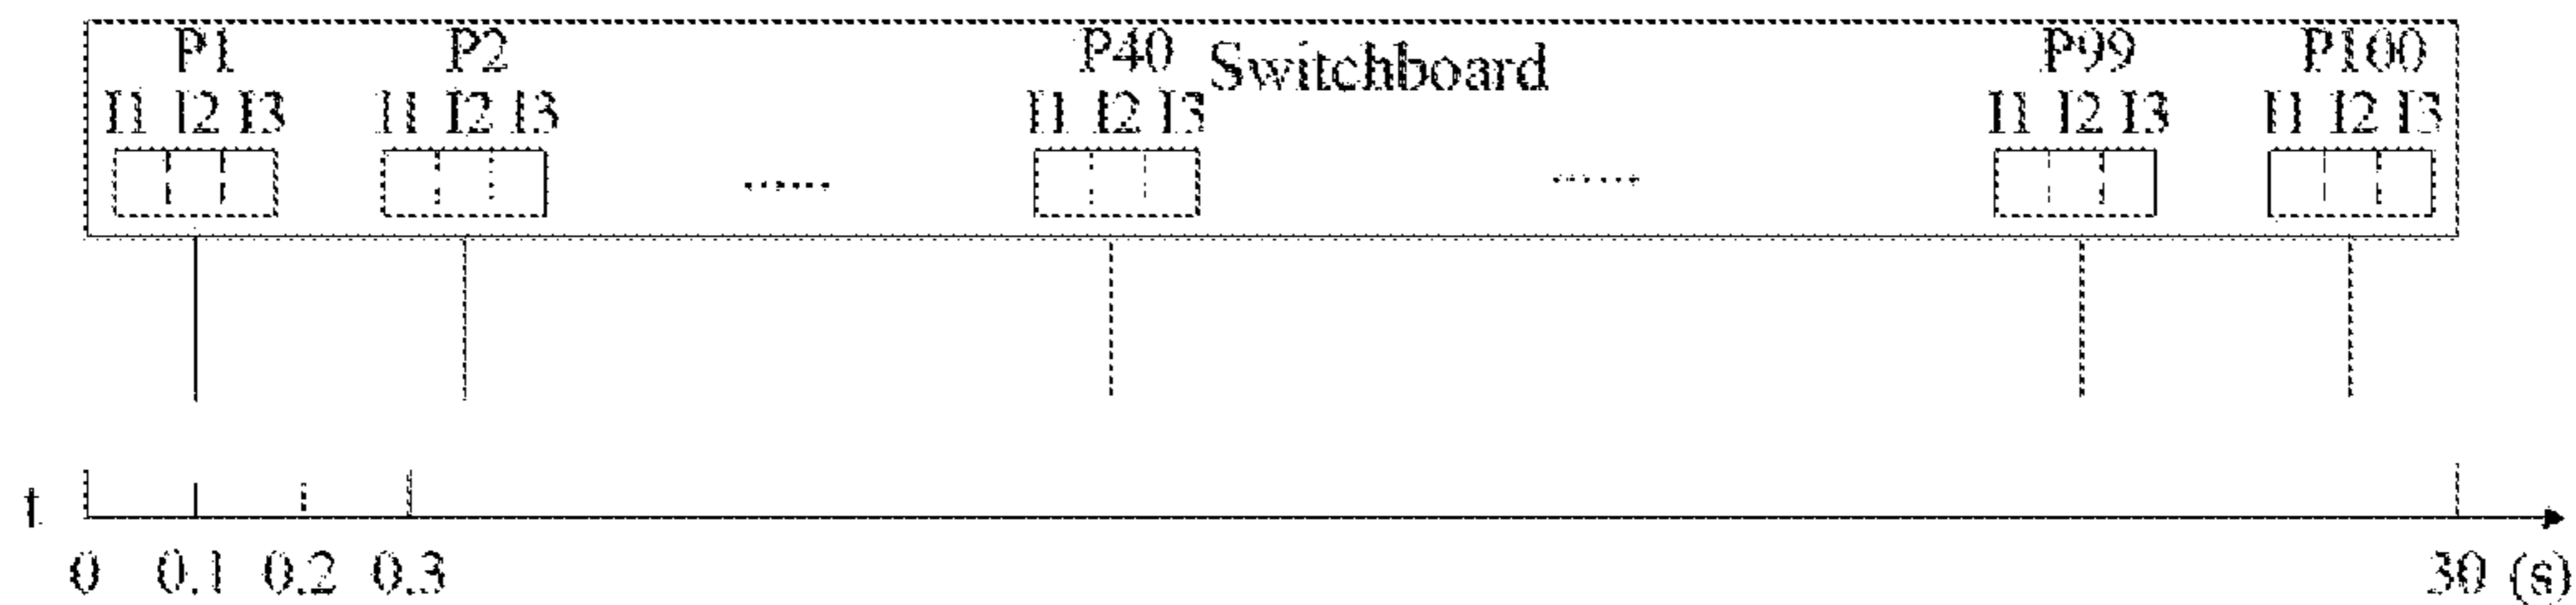 P1 P2 P40 Switchboard P99 P100
I1 I2 I3 I1 I2 I3 I1 I2 I3 I1 I2 I3 I1 I2 I3
...... ......
t
0 0.1 0.2 0.3 30 (s)